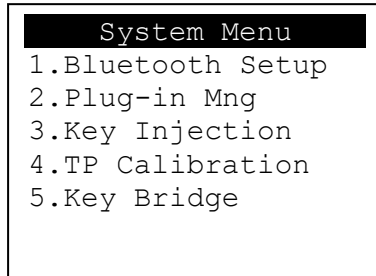 System Menu
1.Bluetooth Setup
2.Plug-in Mng
3.Key Injection
4.TP Calibration
5.Key Bridge